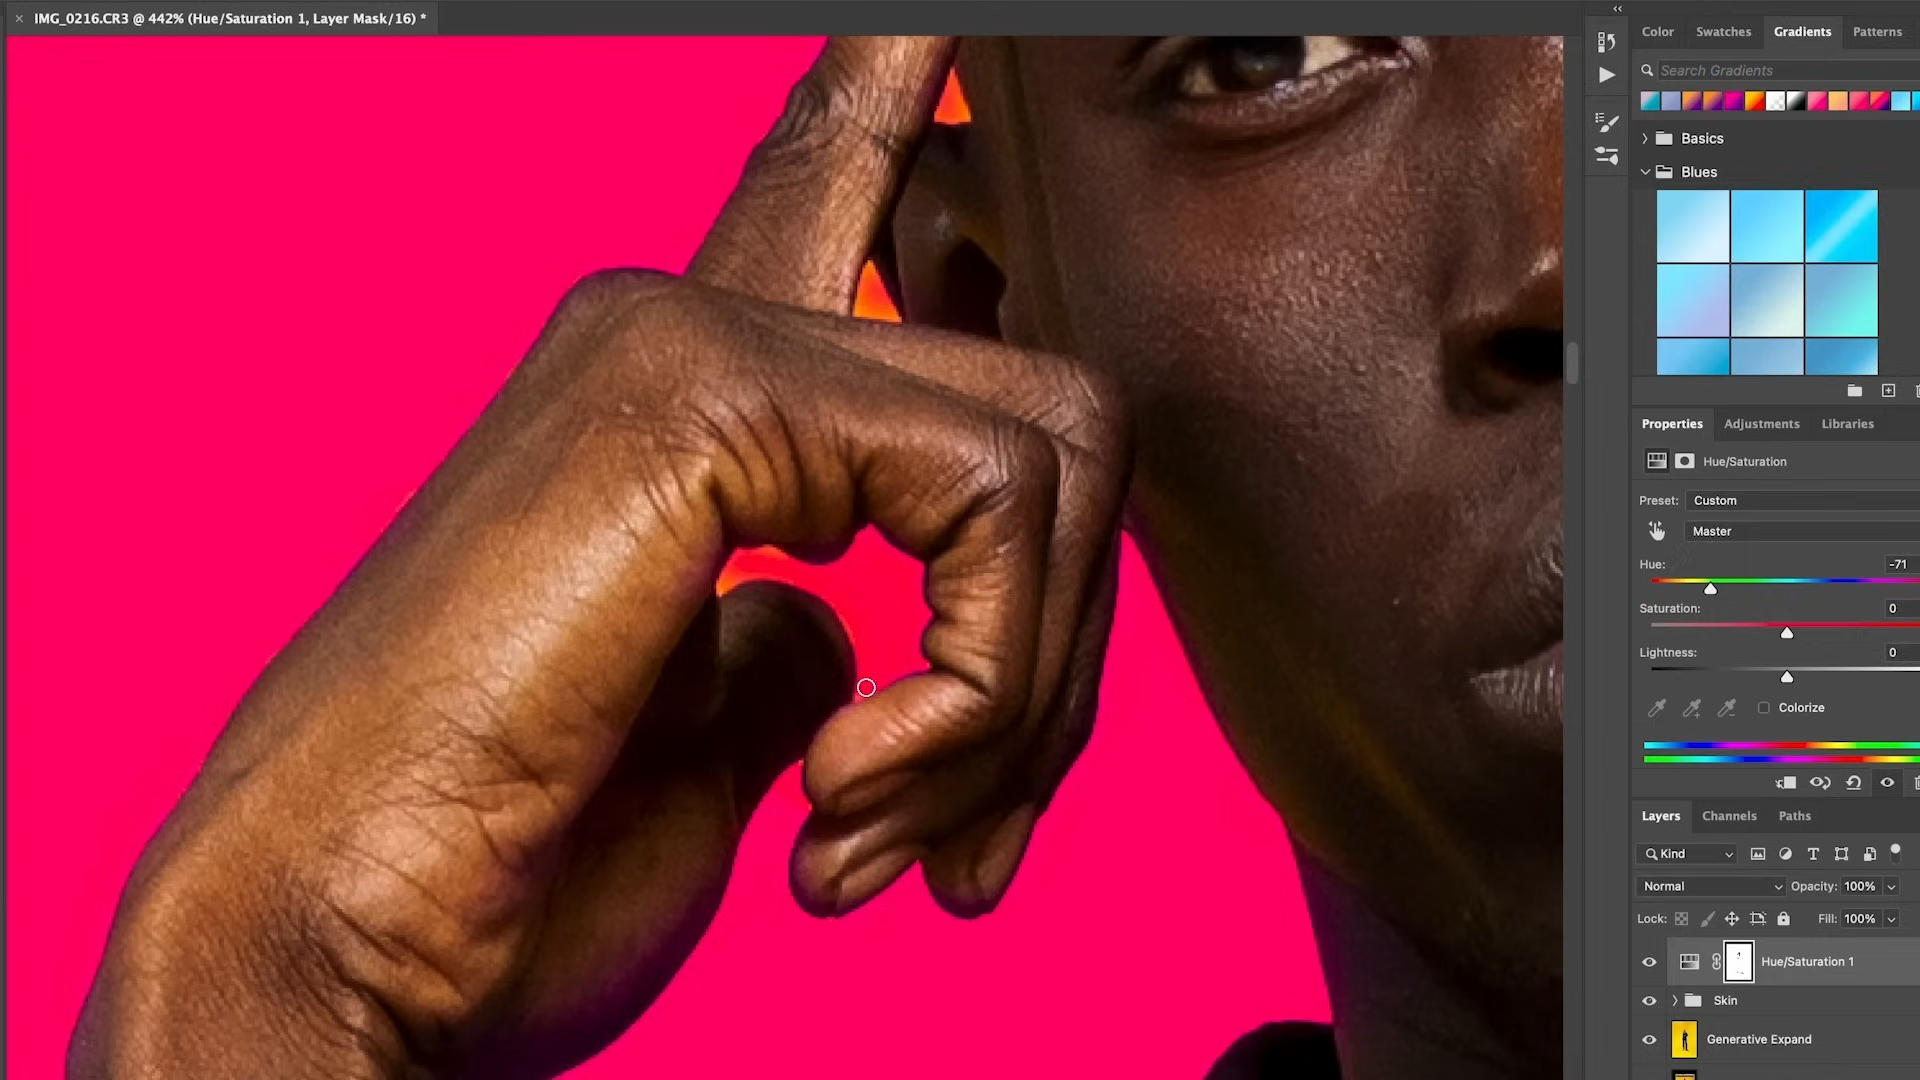 IMG_0216.CR3 @ 442% (Hue/Saturation 1, Layer Mask/16) *
Color Swatches Gradients Patterns
Search Gradients
Basics
Blues
Properties Adjustments Libraries
Hue/Saturation
Preset: Custom
Master
Hue: -71
Saturation: 0
Lightness: 0
Colorize
Layers Channels Paths
Kind
Normal Opacity: 100%
Lock: Fill: 100%
Hue/Saturation 1
Skin
Generative Expand